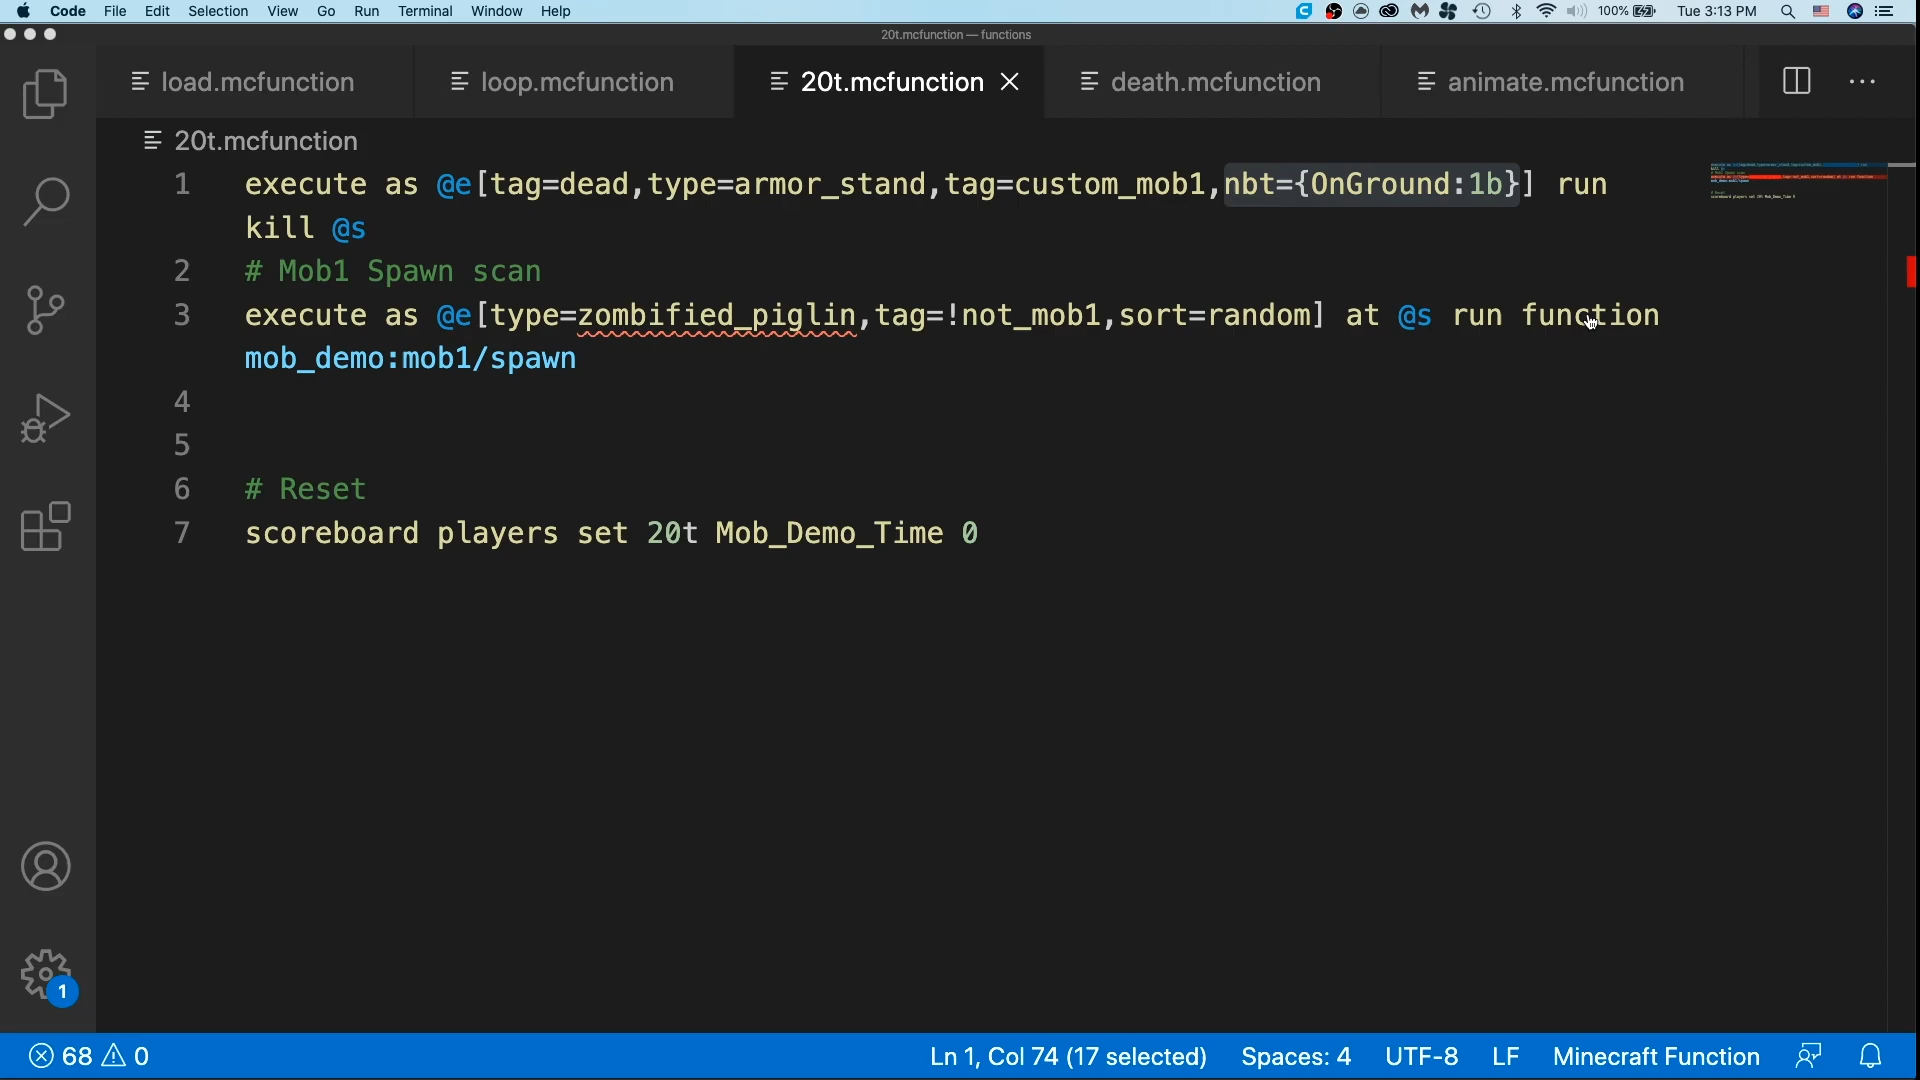 Code File Edit Selection View Go Run Terminal Window Help 100% Tue 3:13 PM
20t.mcfunction — functions
load.mcfunction loop.mcfunction 20t.mcfunction death.mcfunction animate.mcfunction
20t.mcfunction
1 execute as @e[tag=dead,type=armor_stand,tag=custom_mob1,nbt={OnGround:1b}] run
kill @s
2 # Mob1 Spawn scan
3 execute as @e[type=zombified_piglin,tag=!not_mob1,sort=random] at @s run function
mob_demo:mob1/spawn
4
5
6 # Reset
7 scoreboard players set 20t Mob_Demo_Time 0
1
68 0 Ln 1, Col 74 (17 selected) Spaces: 4 UTF-8 LF Minecraft Function